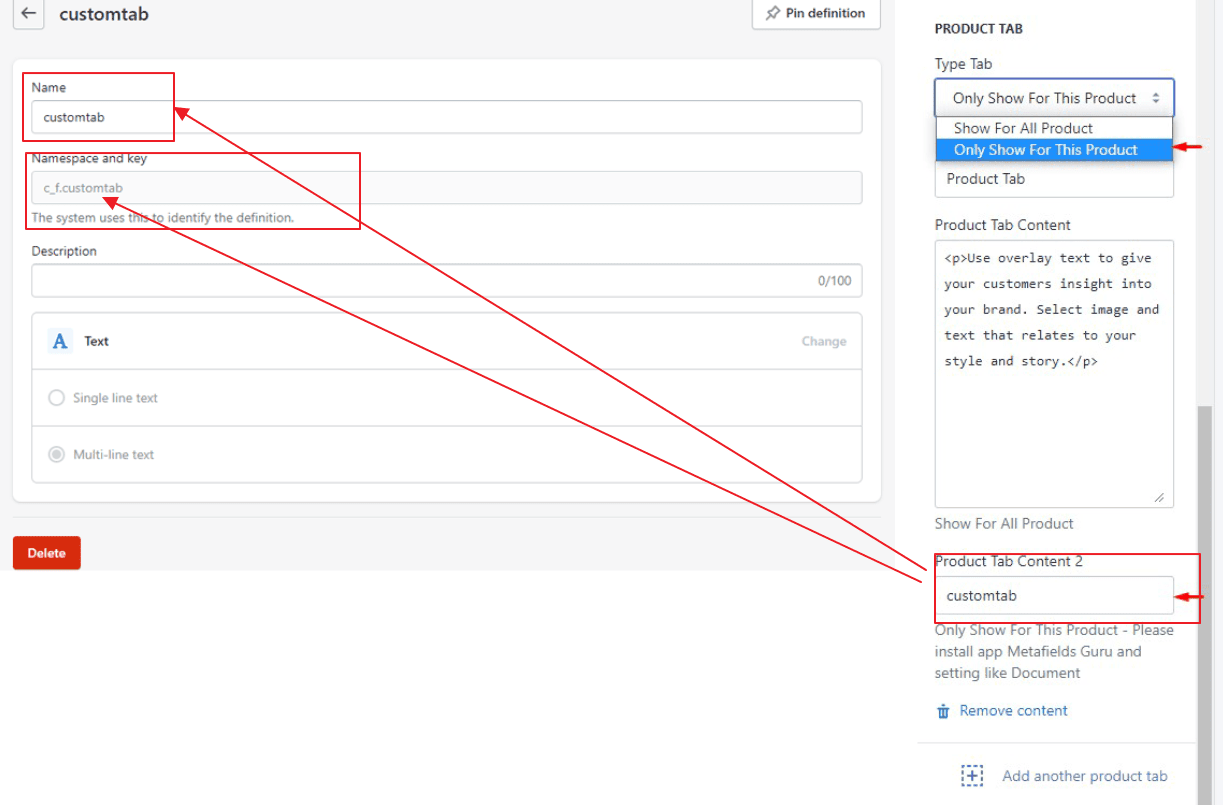 customtab
Pin definition
Name
customtab
Namespace and key
c_f.customtab
The system uses this to identify the definition.
Description
0/100
A
Text
Change
Single line text
Multi-line text
Delete
PRODUCT TAB
Type Tab
Only Show For This Product
Show For All Product
Only Show For This Product
Product Tab
Product Tab Content
<p>Use overlay text to give
your customers insight into
your brand. Select image and
text that relates to your
style and story.</p>
Show For All Product
Product Tab Content 2
customtab
Only Show For This Product - Please
install app Metafields Guru and
setting like Document
Remove content
Add another product tab